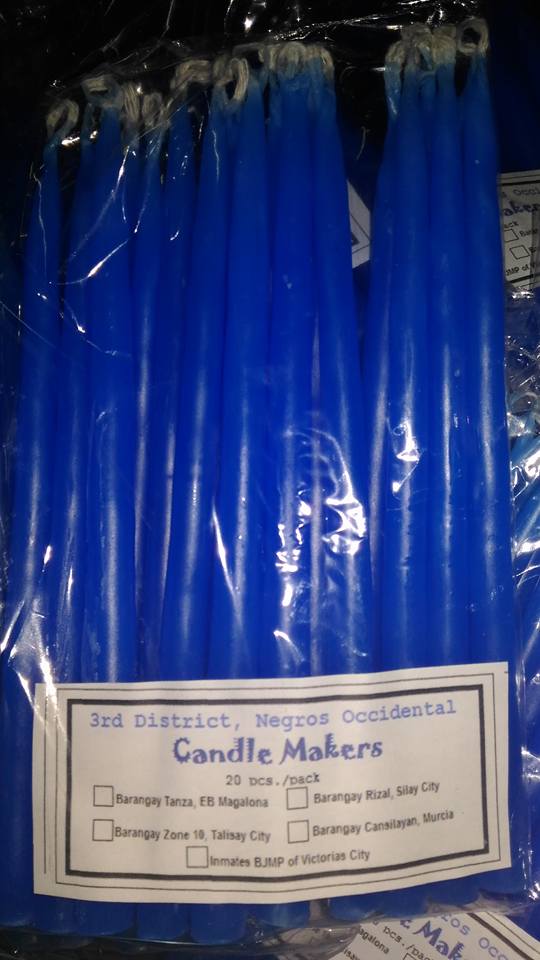 3rd District, Negros Occidental
Candle Makers
20 pcs./pack
Barangay Tanza, EB Magalona
Barangay Rizal, Silay City
Barangay Zone 10, Talisay City
Barangay Cansilayan, Murcia
Inmates BJMP of Victorias City